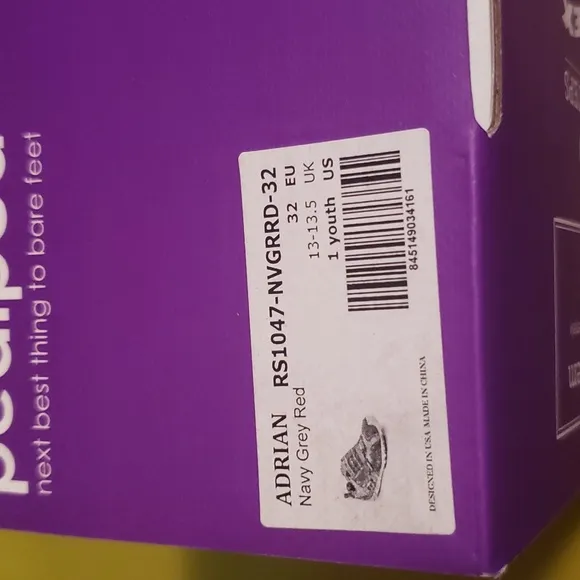 next best thing to bare feet
ADRIAN RS1047-NVGRRD-32
Navy Grey Red
32 EU
13-13.5 UK
1 youth US
845149034161
DESIGNED IN USA MADE IN CHINA